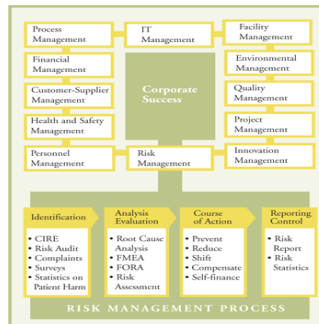 Process
Management
IT
Management
Facility
Management
Financial
Management
Environmental
Management
Corporate
Success
Customer-Supplier
Management
Quality
Management
Health and Safety
Management
Project
Management
Personnel
Management
Risk
Management
Innovation
Management
Identification
• CIRE
• Risk Audit
• Complaints
• Surveys
• Statistics on
Patient Harm
Analysis
Evaluation
• Root Cause
Analysis
• FMEA
• FORA
• Risk
Assessment
Course
of Action
• Prevent
• Reduce
• Shift
• Compensate
• Self-finance
Reporting
Control
• Risk
Report
• Risk
Statistics
RISK MANAGEMENT PROCESS